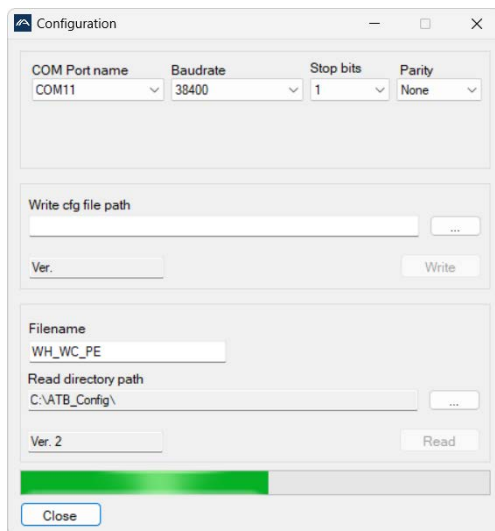 Configuration
COM Port name Baudrate Stop bits Parity
COM11 38400 1 None
Write cfg file path
...
Ver. Write
Filename
WH_WC_PE
Read directory path
C:\ATB_Config\ ...
Ver. 2 Read
Close